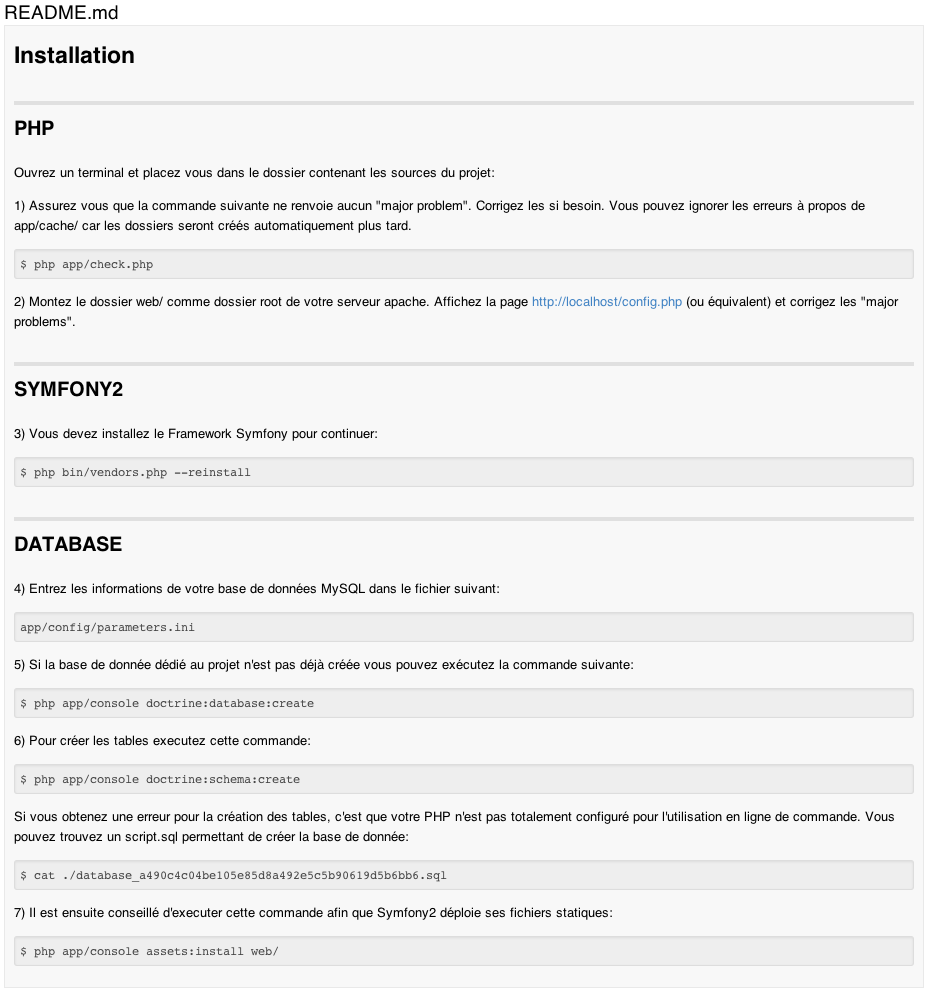 README.md
Installation
PHP
Ouvrez un terminal et placez vous dans le dossier contenant les sources du projet:
1) Assurez vous que la commande suivante ne renvoie aucun "major problem". Corrigez les si besoin. Vous pouvez ignorer les erreurs à propos de
app/cache/ car les dossiers seront créés automatiquement plus tard.
$ php app/check.php
2) Montez le dossier web/ comme dossier root de votre serveur apache. Affichez la page http://localhost/config.php (ou équivalent) et corrigez les "major
problems".
SYMFONY2
3) Vous devez installez le Framework Symfony pour continuer:
$ php bin/vendors.php --reinstall
DATABASE
4) Entrez les informations de votre base de données MySQL dans le fichier suivant:
app/config/parameters.ini
5) Si la base de donnée dédié au projet n'est pas déjà créée vous pouvez exécutez la commande suivante:
$ php app/console doctrine:database:create
6) Pour créer les tables executez cette commande:
$ php app/console doctrine:schema:create
Si vous obtenez une erreur pour la création des tables, c'est que votre PHP n'est pas totalement configuré pour l'utilisation en ligne de commande. Vous
pouvez trouvez un script.sql permettant de créer la base de donnée:
$ cat ./database_a490c4c04be105e85d8a492e5c5b90619d5b6bb6.sql
7) Il est ensuite conseillé d'executer cette commande afin que Symfony2 déploie ses fichiers statiques:
$ php app/console assets:install web/